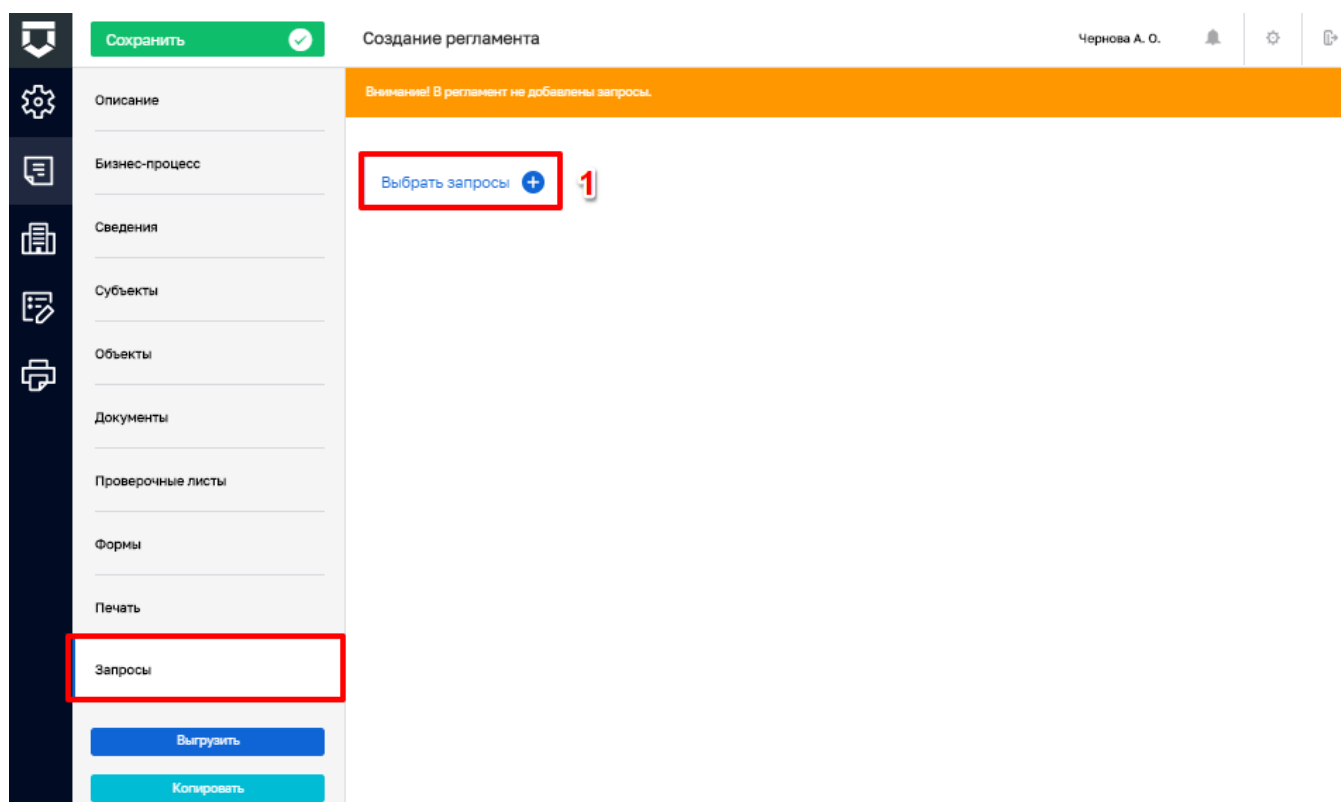 Сохранить
Создание регламента
Чернова А. О.
Внимание! В регламент не добавлены запросы.
Описание
Бизнес-процесс
Выбрать запросы
1
Сведения
Субъекты
Объекты
Документы
Проверочные листы
Формы
Печать
Запросы
Выгрузить
Копировать